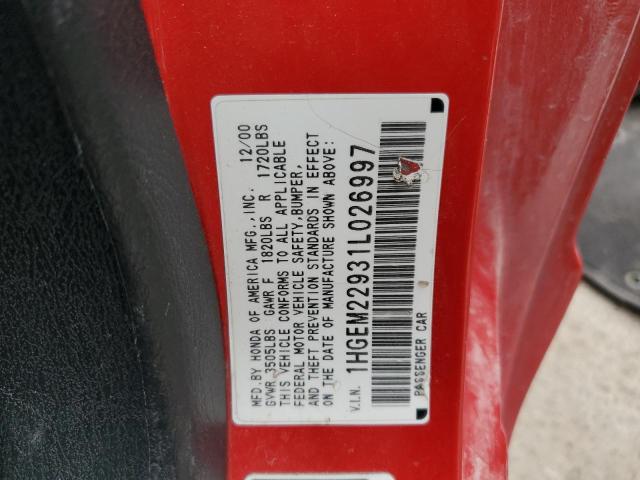 MFD.BY HONDA OF AMERICA MFG.,INC. 12/00
GVWR 3505LBS GAWR F 1820LBS R 1720LBS
THIS VEHICLE CONFORMS TO ALL APPLICABLE
FEDERAL MOTOR VEHICLE SAFETY,BUMPER,
AND THEFT PREVENTION STANDARDS IN EFFECT
ON THE DATE OF MANUFACTURE SHOWN ABOVE:
V.I.N. 1HGEM22931L026997
PASSENGER CAR